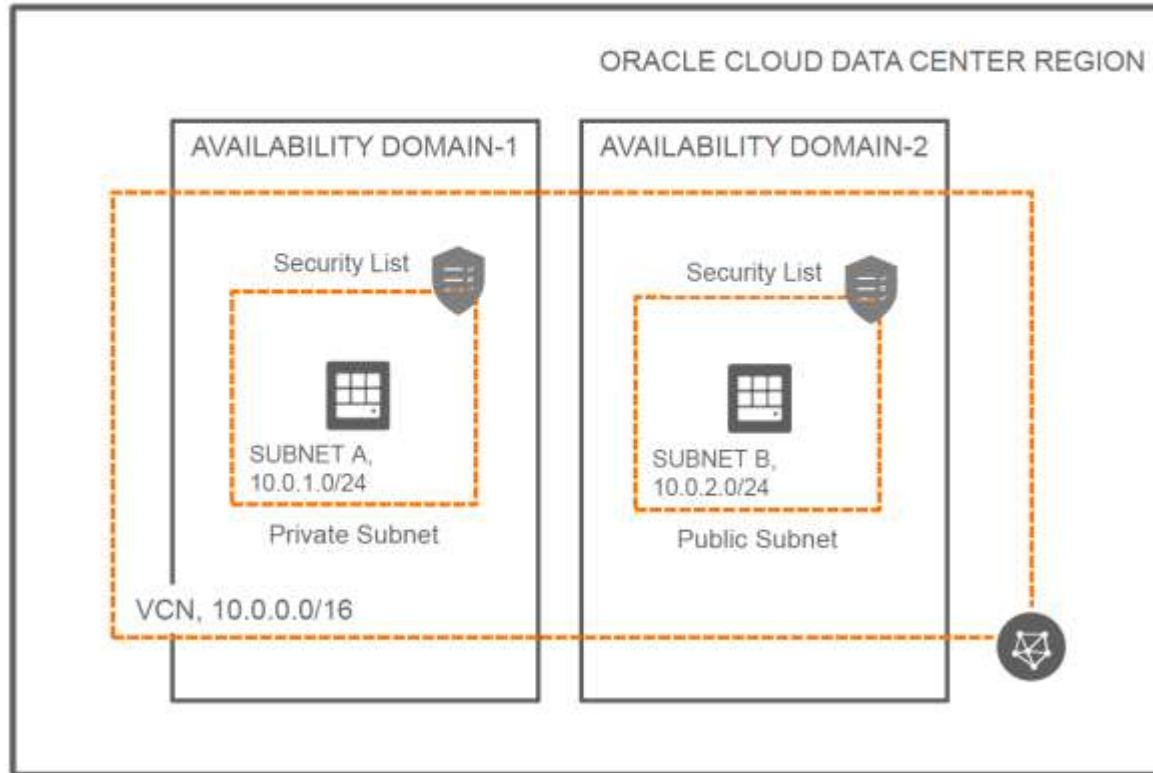 ORACLE CLOUD DATA CENTER REGION
AVAILABILITY DOMAIN-1
AVAILABILITY DOMAIN-2
Security List
Security List
SUBNET A,
10.0.1.0/24
SUBNET B,
10.0.2.0/24
Private Subnet
Public Subnet
VCN, 10.0.0.0/16